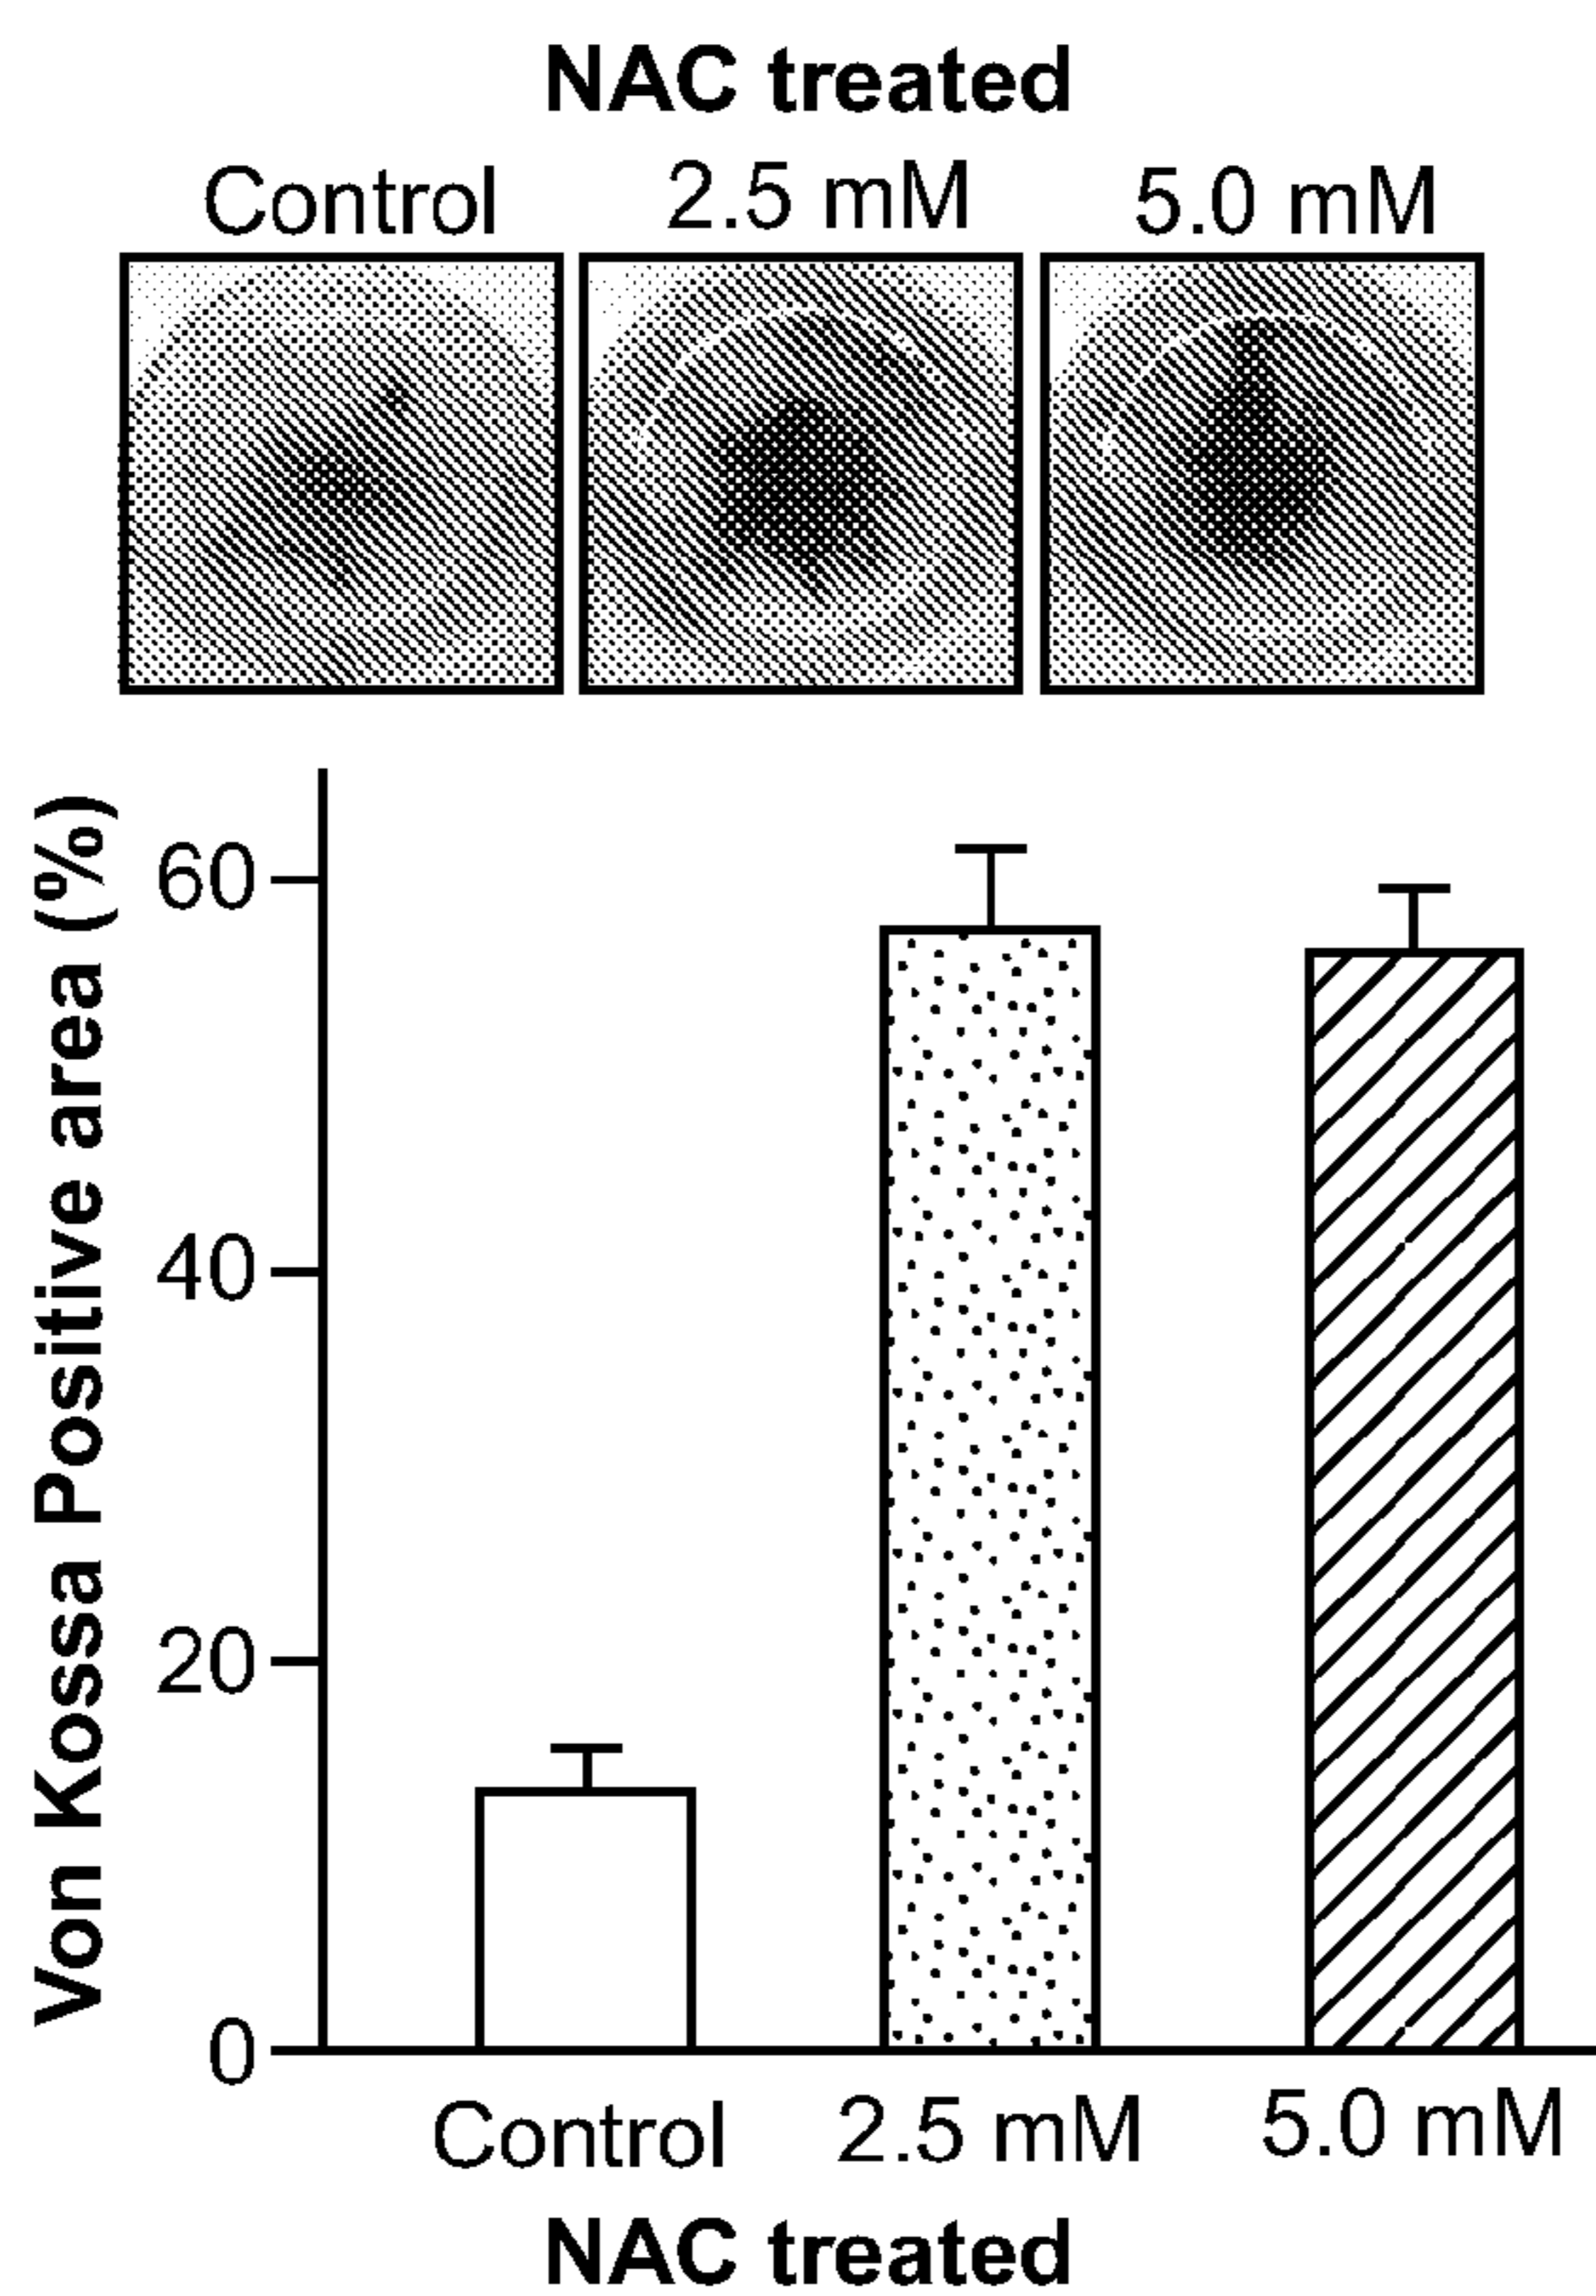 NAC treated
Control 2.5 mM 5.0 mM
Von Kossa Positive area (%)
60
40
20
0
Control 2.5 mM 5.0 mM
NAC treated